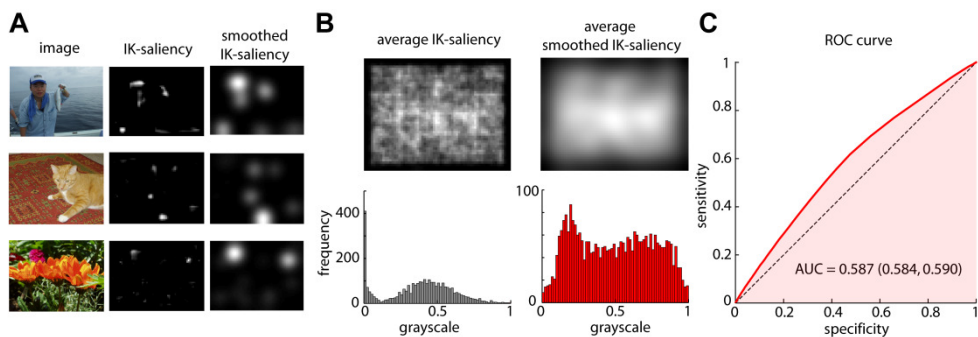 A
image
IK-saliency
smoothed
IK-saliency
B
average IK-saliency
average
smoothed IK-saliency
frequency
400
200
0
0
0.5
1
grayscale
100
50
0
0
0.5
1
grayscale
C
ROC curve
sensitivity
1
0.8
0.6
0.4
0.2
0
0
0.2
0.4
0.6
0.8
1
AUC = 0.587 (0.584, 0.590)
specificity